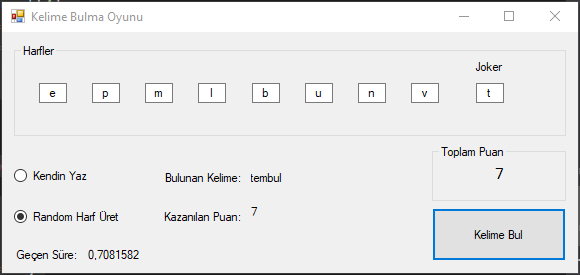 Kelime Bulma Oyunu
Harfler
Joker
e p m l b u n v t
Toplam Puan
7
Kendin Yaz
Bulunan Kelime: tembul
Random Harf Üret
Kazanılan Puan: 7
Kelime Bul
Geçen Süre: 0,7081582